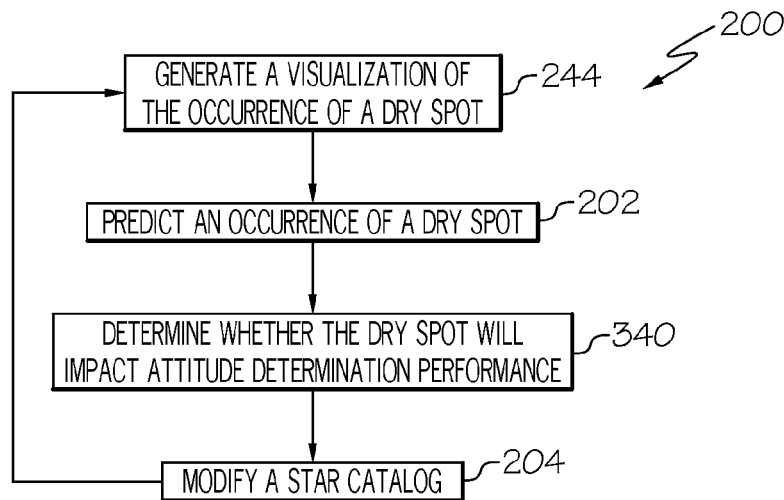 200
GENERATE A VISUALIZATION OF
THE OCCURRENCE OF A DRY SPOT
244
PREDICT AN OCCURRENCE OF A DRY SPOT
202
DETERMINE WHETHER THE DRY SPOT WILL
IMPACT ATTITUDE DETERMINATION PERFORMANCE
340
MODIFY A STAR CATALOG
204